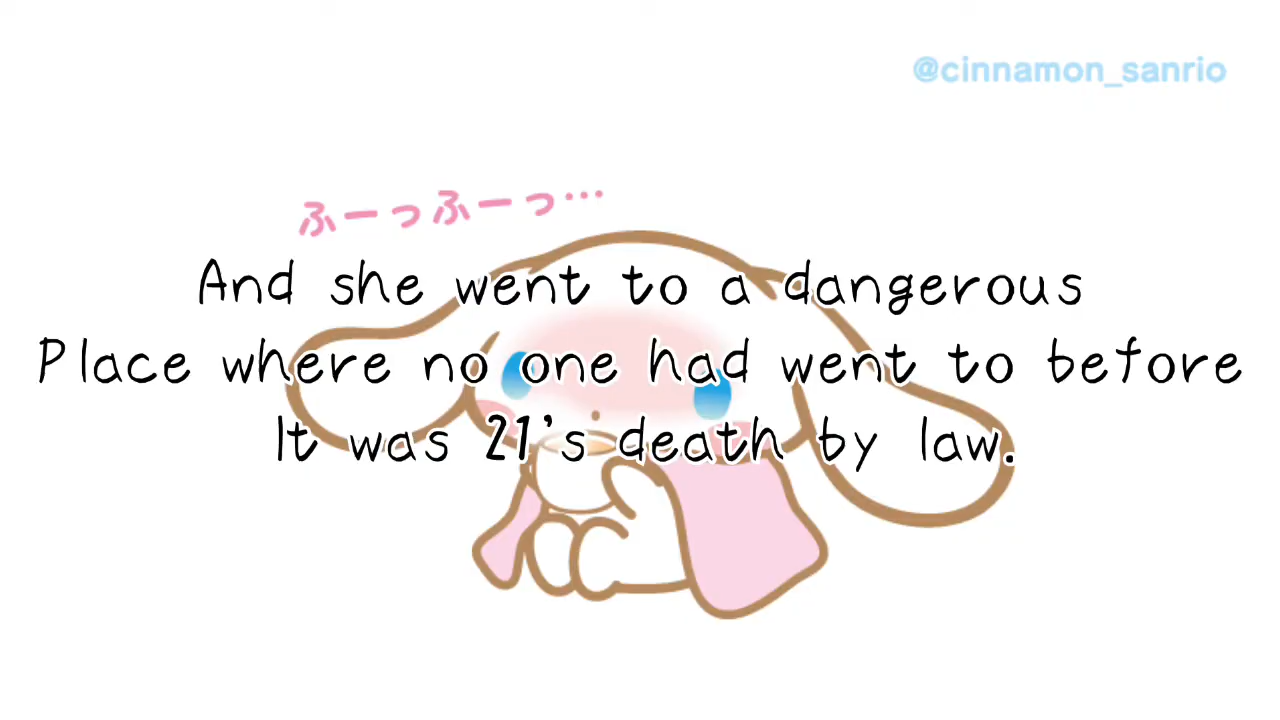 @cinnamon_sanrio
ふーっふーっ…
And she went to a dangerous
Place where no one had went to before
It was 21's death by law.